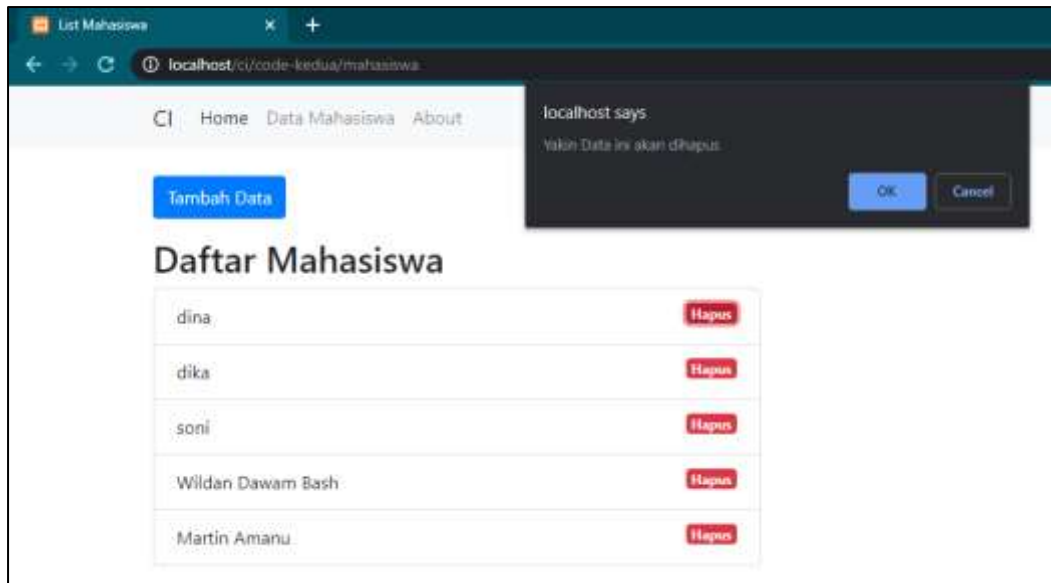 List Mahasiswa
localhost/ci/code-kedua/mahasiswa
CI Home Data Mahasiswa About
localhost says
Yakin Data ini akan dihapus
OK Cancel
Tambah Data
Daftar Mahasiswa
dina Hapus
dika Hapus
soni Hapus
Wildan Dawam Bash Hapus
Martin Amanu Hapus